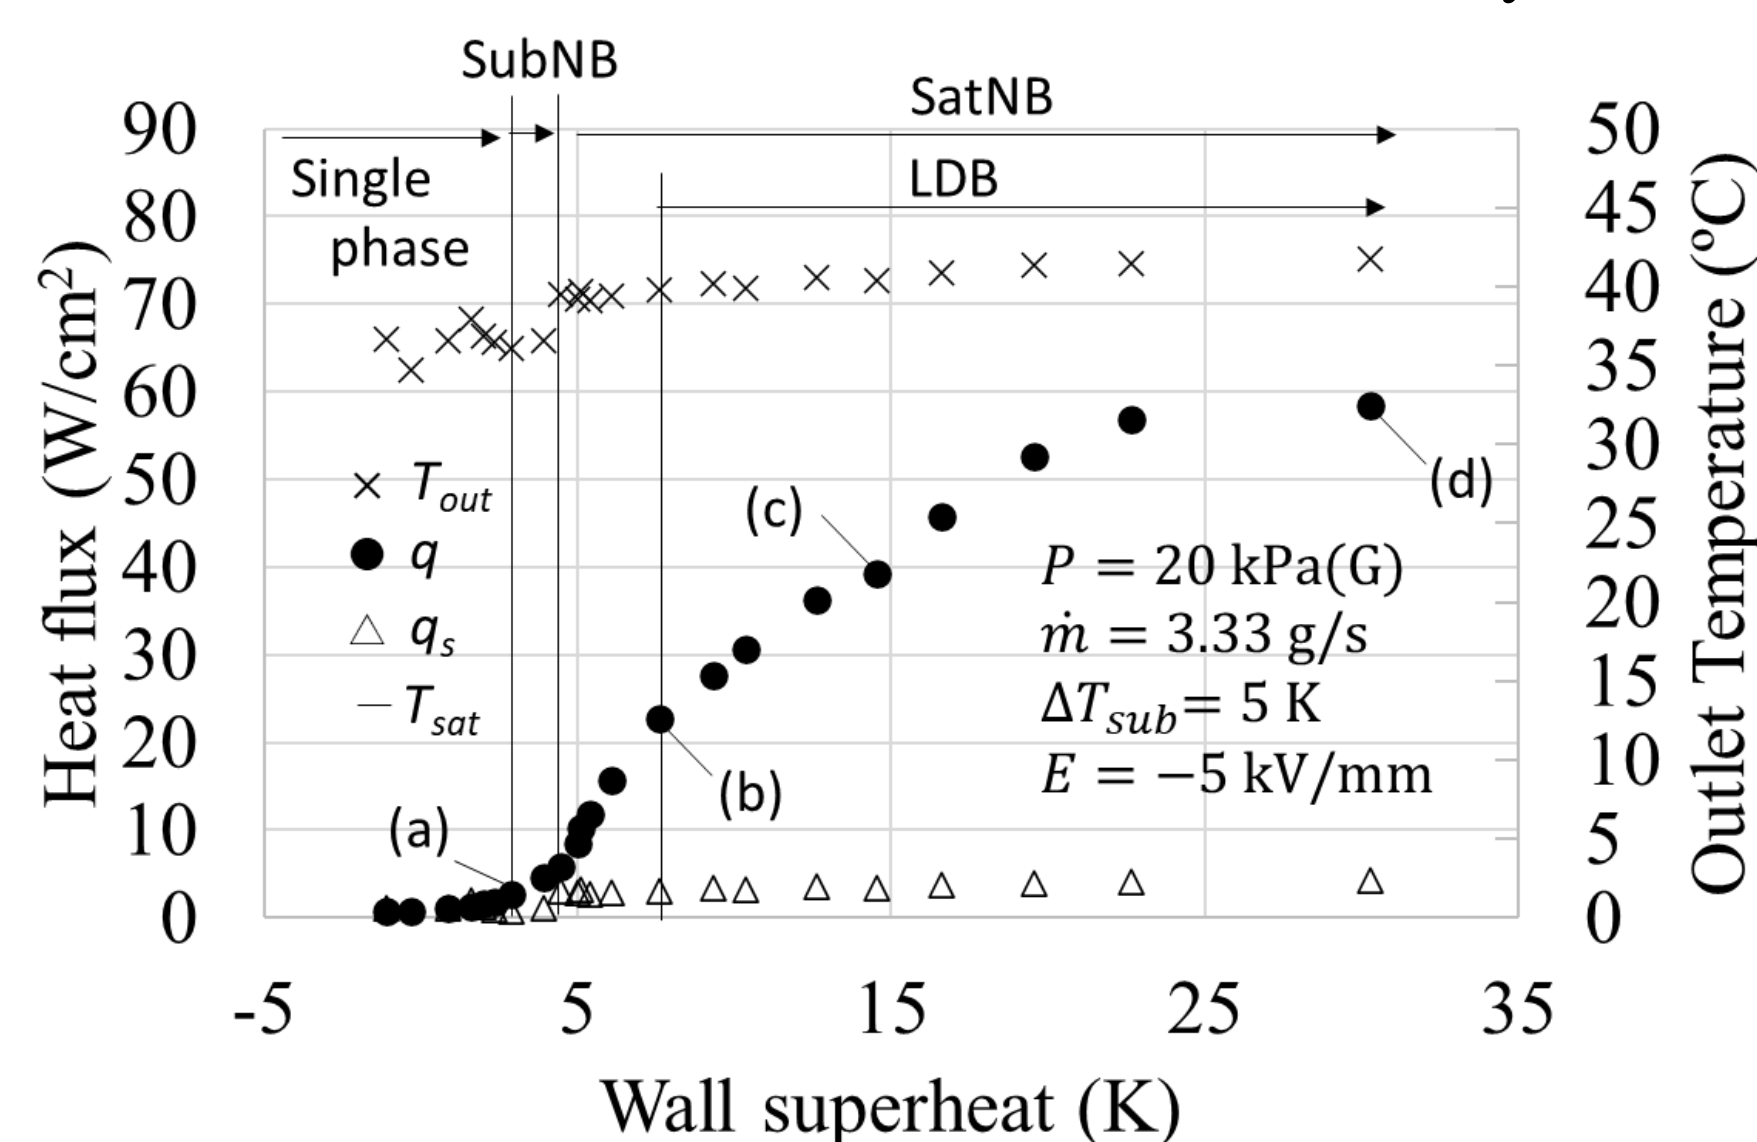 SubNB
SatNB
LDB
Single
phase
90
80
70
60
50
40
30
20
10
0
Heat flux (W/cm²)
50
45
40
35
30
25
20
15
10
5
0
Outlet Temperature (°C)
T_out
q
q_s
T_sat
(a)
(b)
(c)
(d)
P = 20 kPa(G)
ṁ = 3.33 g/s
ΔT_sub = 5 K
E = −5 kV/mm
-5 5 15 25 35
Wall superheat (K)